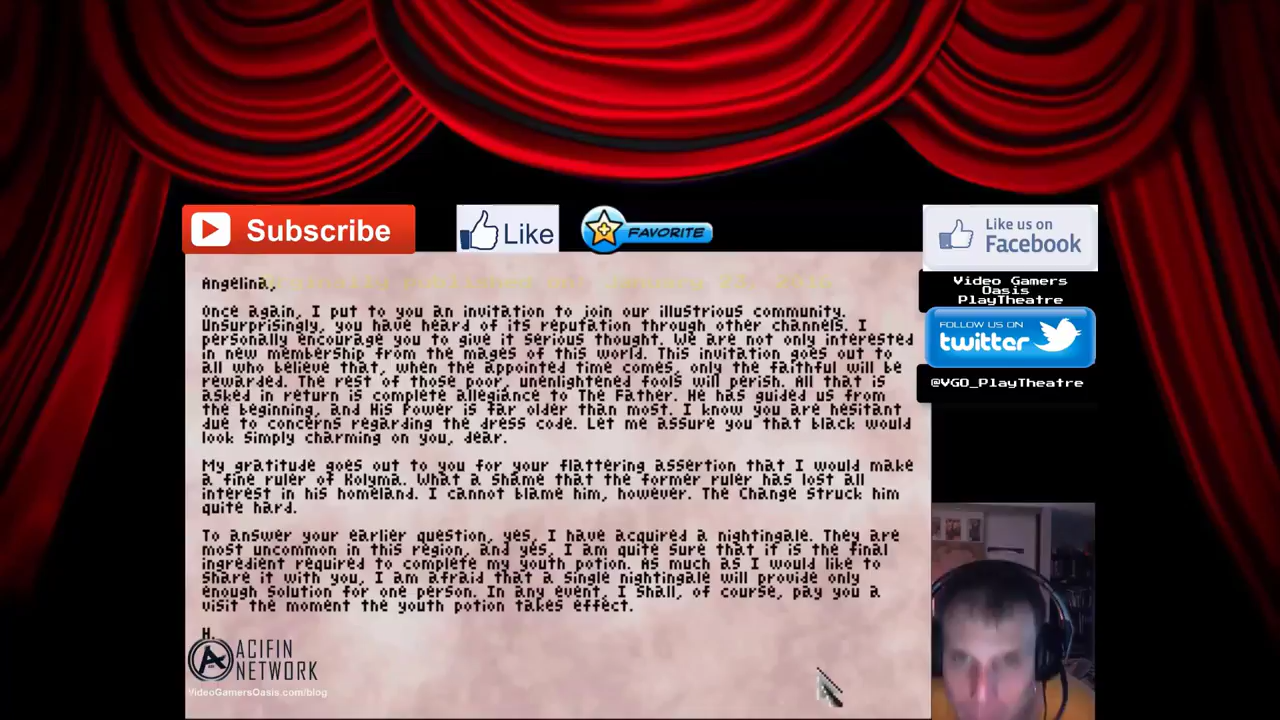 Subscribe
Like
FAVORITE
Like us on
Facebook
Video Gamers
Oasis
PlayTheatre
FOLLOW US ON
twitter
@VGO_PlayTheatre
Angelina,
Once again, I put to you an invitation to join our illustrious community.
Unsurprisingly, you have heard of its reputation through other channels. I
personally encourage you to give it serious thought. We are not only interested
in new membership from the mages of this world. This invitation goes out to
all who believe that, when the appointed time comes, only the faithful will be
rewarded. The rest of those poor, unenlightened fools will perish. All that is
asked in return is complete allegiance to The Father. He has guided us from
the beginning, and His Power is far older than most. I know you are hesitant
due to concerns regarding the dress code. Let me assure you that black would
look simply charming on you, dear.
My gratitude goes out to you for your flattering assertion that I would make
a fine ruler of Kolyma. What a shame that the former ruler has lost all
interest in his homeland. I cannot blame him, however. The Change struck him
quite hard.
To answer your earlier question, yes, I have acquired a nightingale. They are
most uncommon in this region, and yes, I am quite sure that it is the final
ingredient required to complete my youth potion. As much as I would like to
share it with you, I am afraid that a single nightingale will provide only
enough solution for one person. In any event, I shall, of course, pay you a
visit the moment the youth potion takes effect.
H.
ACIFIN
NETWORK
VideoGamersOasis.com/blog